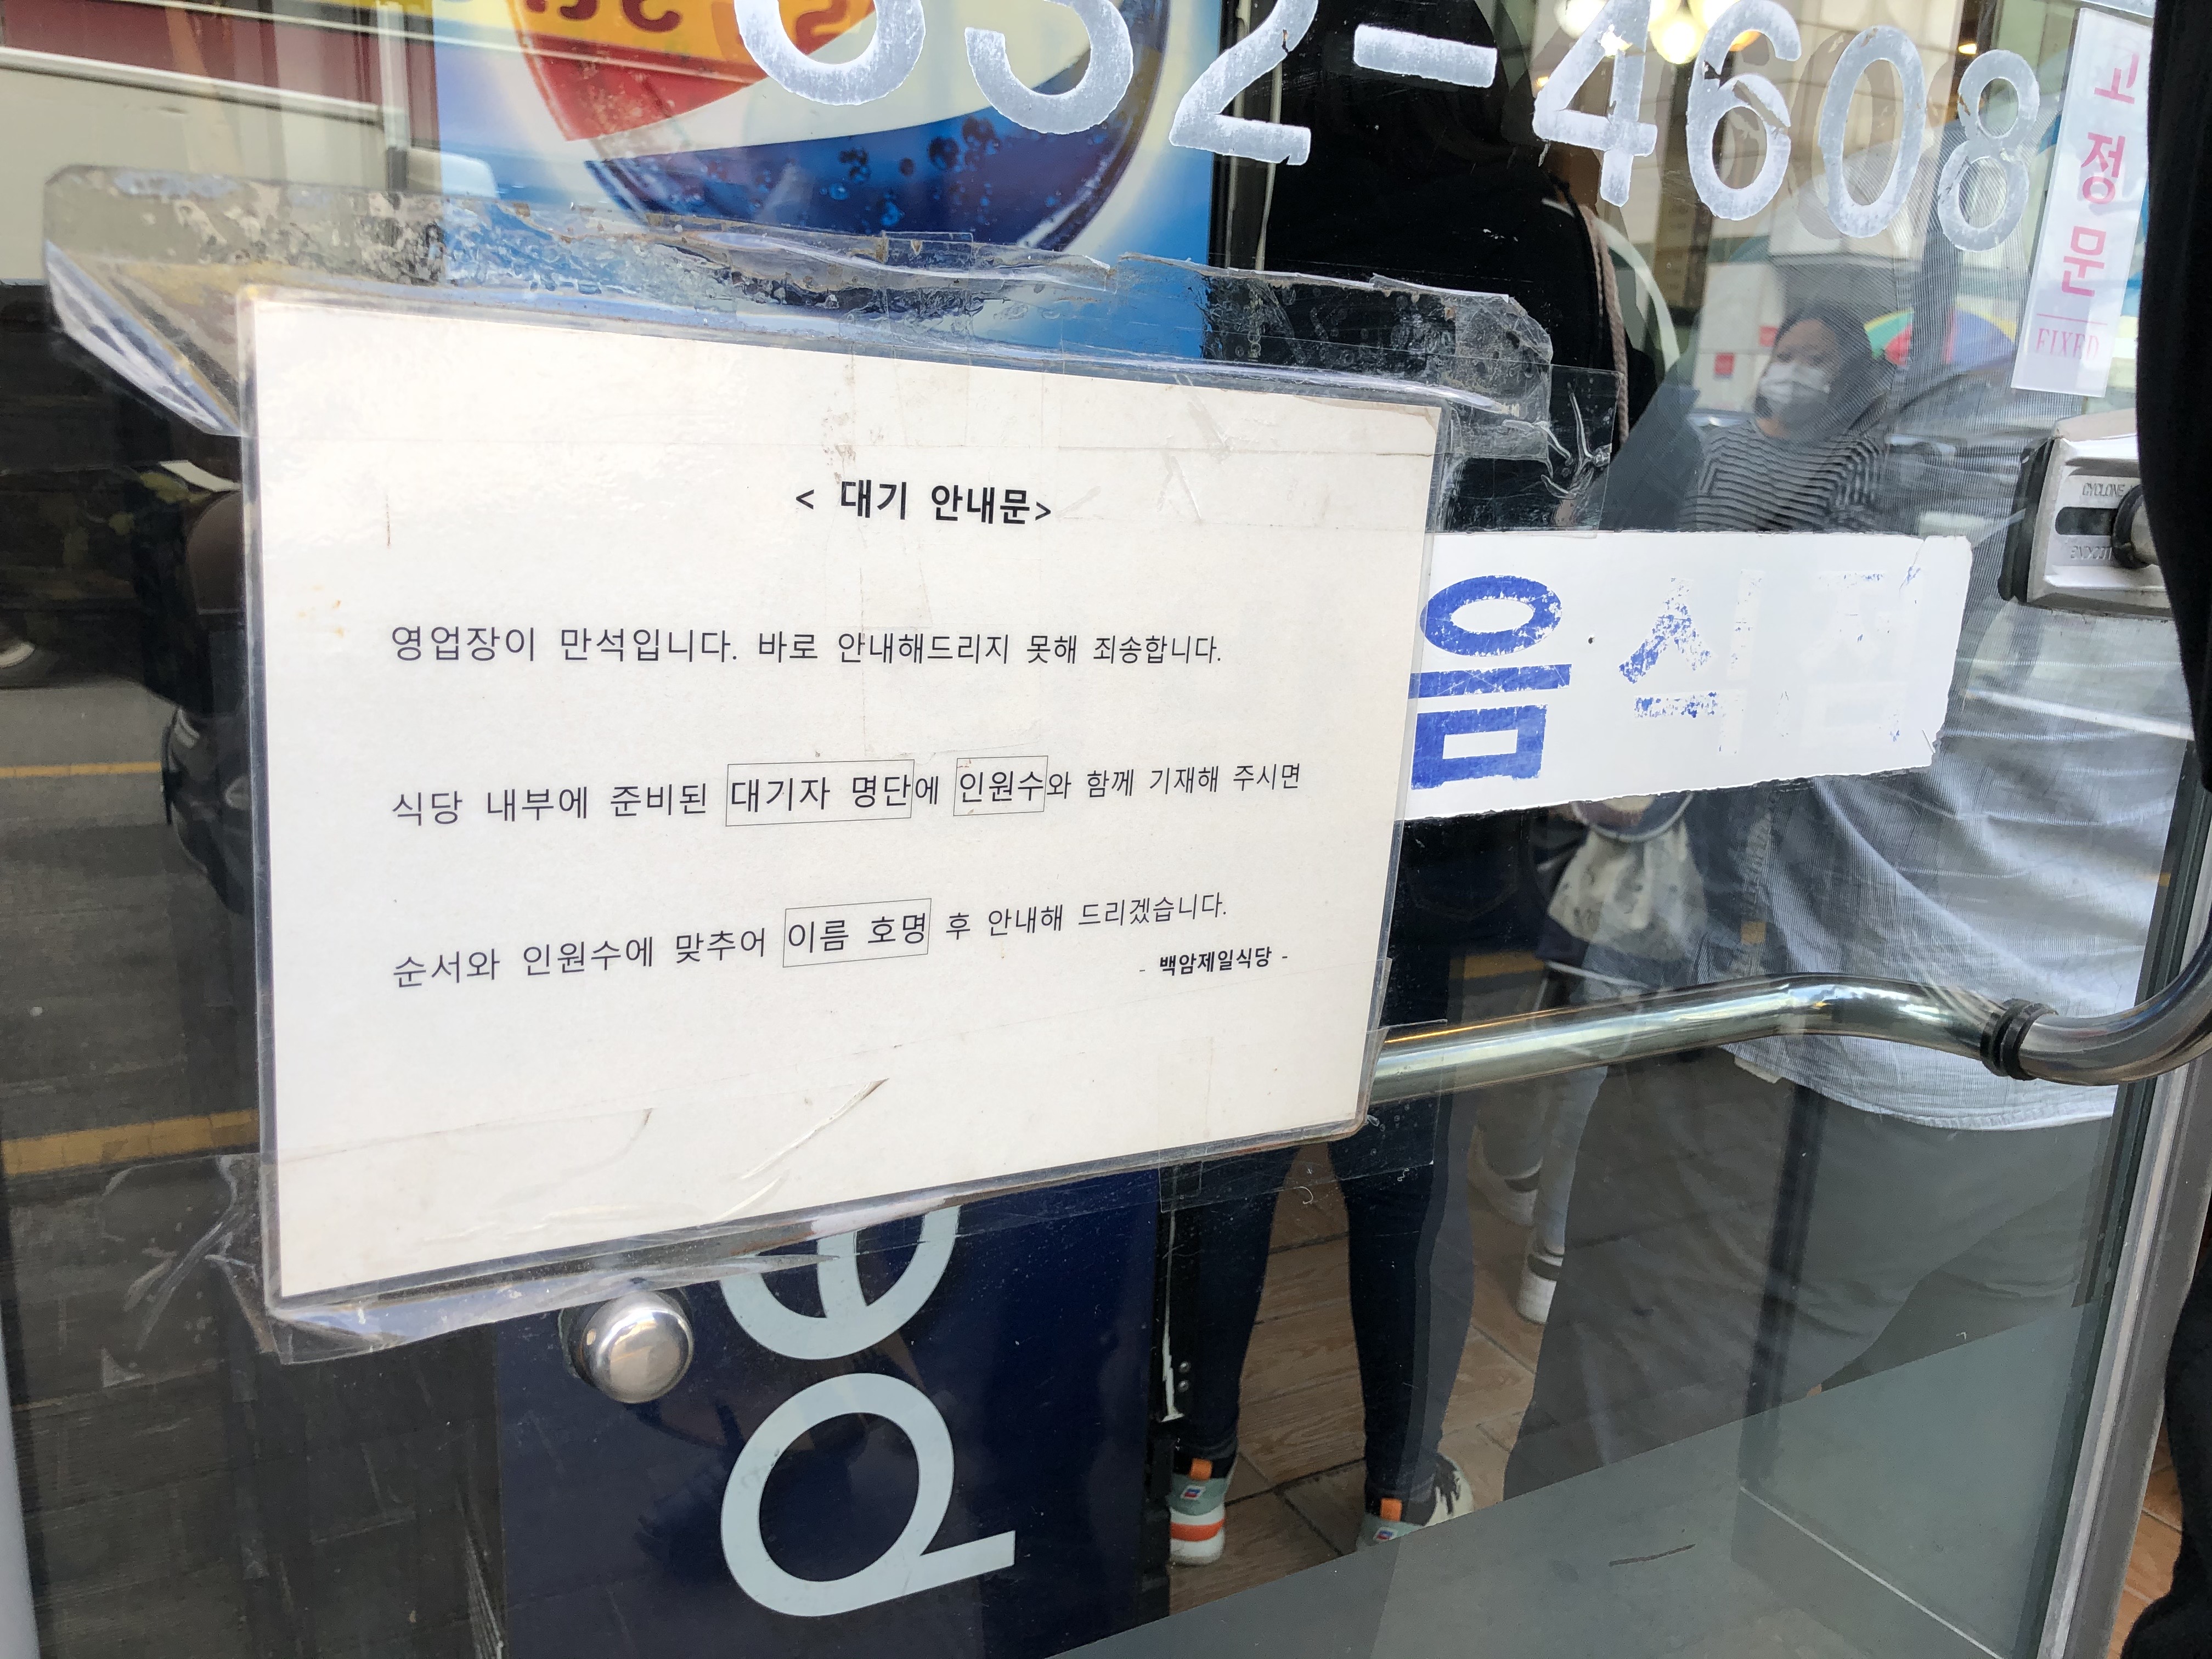 032-4608
고정문
FIXED
< 대기 안내문>
영업장이 만석입니다. 바로 안내해드리지 못해 죄송합니다.
식당 내부에 준비된 대기자 명단에 인원수와 함께 기재해 주시면
순서와 인원수에 맞추어 이름 호명 후 안내해 드리겠습니다.
- 백암제일식당 -
음식점
CYCLONE
pe